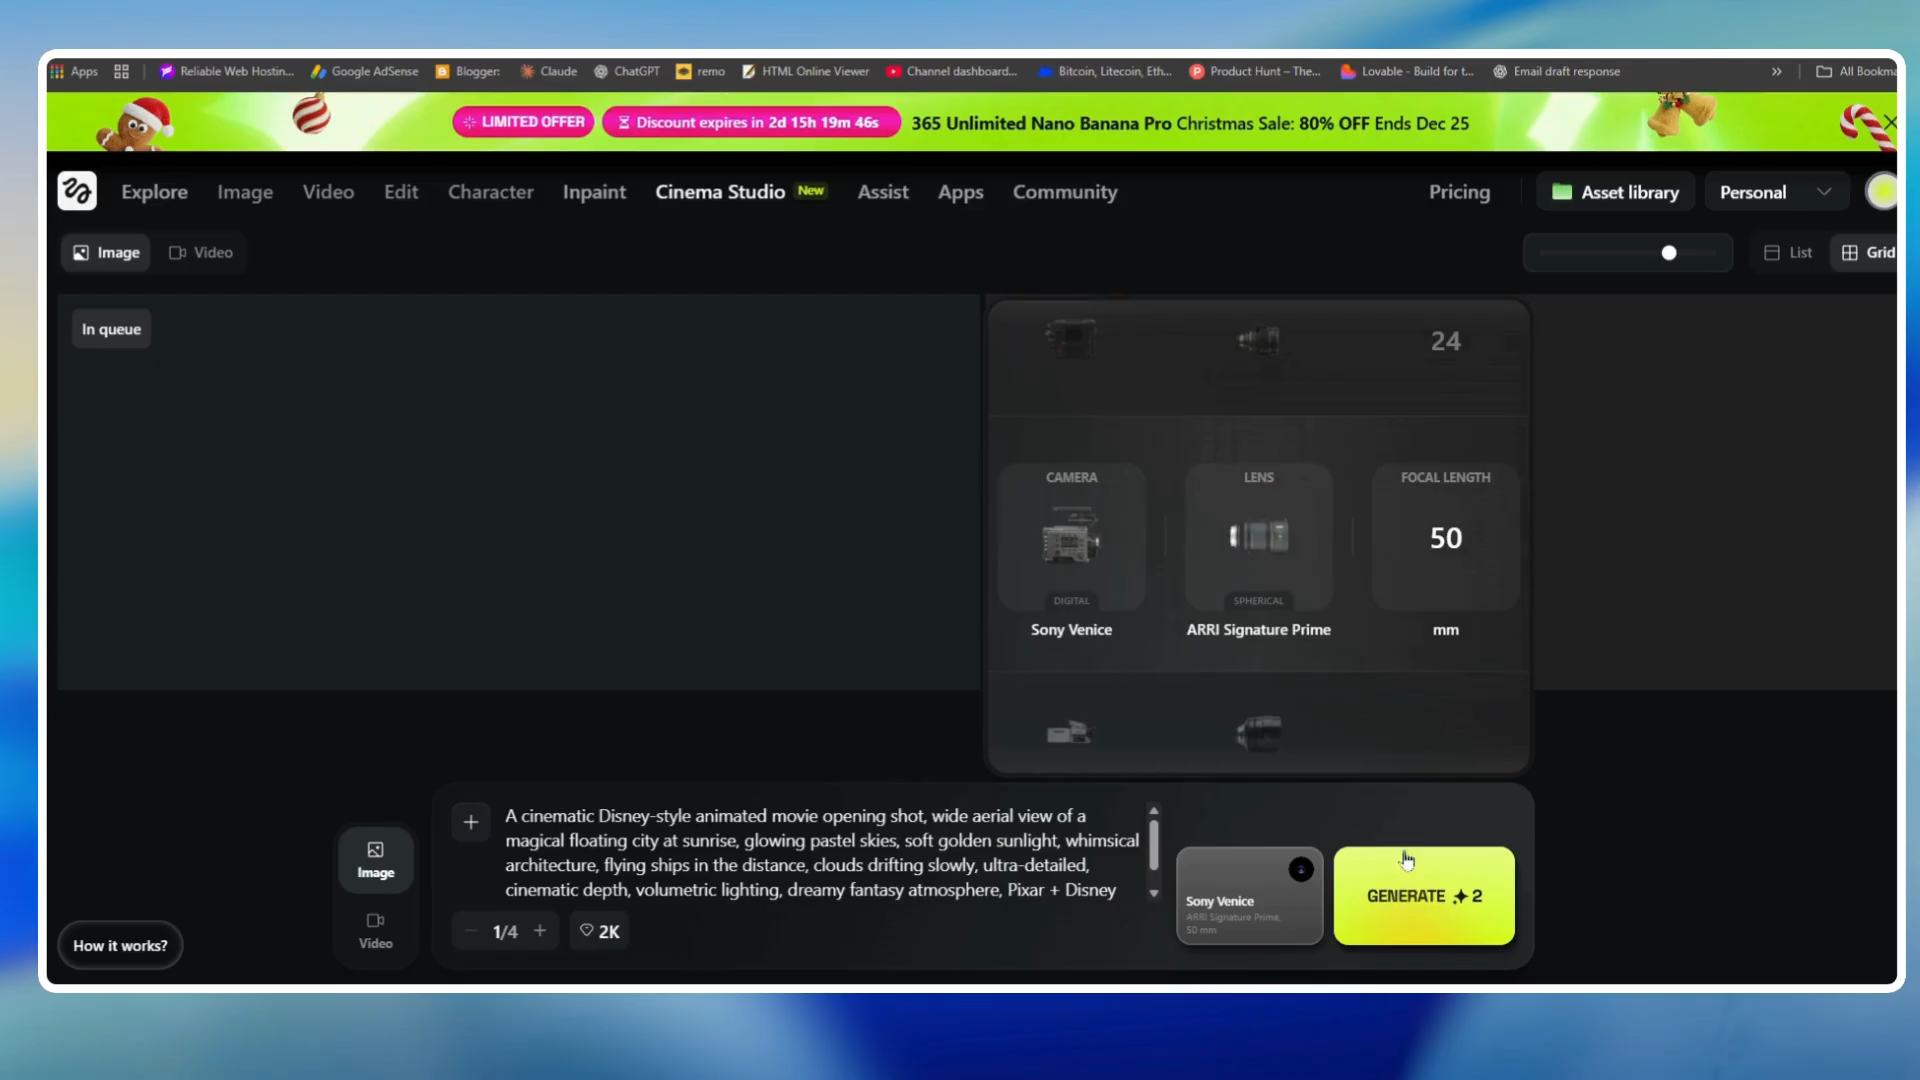 Apps
Reliable Web Hostin...
Google AdSense
Blogger:
Claude
ChatGPT
remo
HTML Online Viewer
Channel dashboard...
Bitcoin, Litecoin, Eth...
Product Hunt – The...
Lovable - Build for t...
Email draft response
»
All Bookma
LIMITED OFFER
Discount expires in 2d 15h 19m 46s
365 Unlimited Nano Banana Pro Christmas Sale: 80% OFF Ends Dec 25
Explore
Image
Video
Edit
Character
Inpaint
Cinema Studio New
Assist
Apps
Community
Pricing
Asset library
Personal
Image
Video
List
Grid
In queue
24
CAMERA
LENS
FOCAL LENGTH
50
DIGITAL
SPHERICAL
Sony Venice
ARRI Signature Prime
mm
A cinematic Disney-style animated movie opening shot, wide aerial view of a
magical floating city at sunrise, glowing pastel skies, soft golden sunlight, whimsical
architecture, flying ships in the distance, clouds drifting slowly, ultra-detailed,
cinematic depth, volumetric lighting, dreamy fantasy atmosphere, Pixar + Disney
Image
Video
1/4
2K
Sony Venice
ARRI Signature Prime,
50 mm
GENERATE 2
How it works?